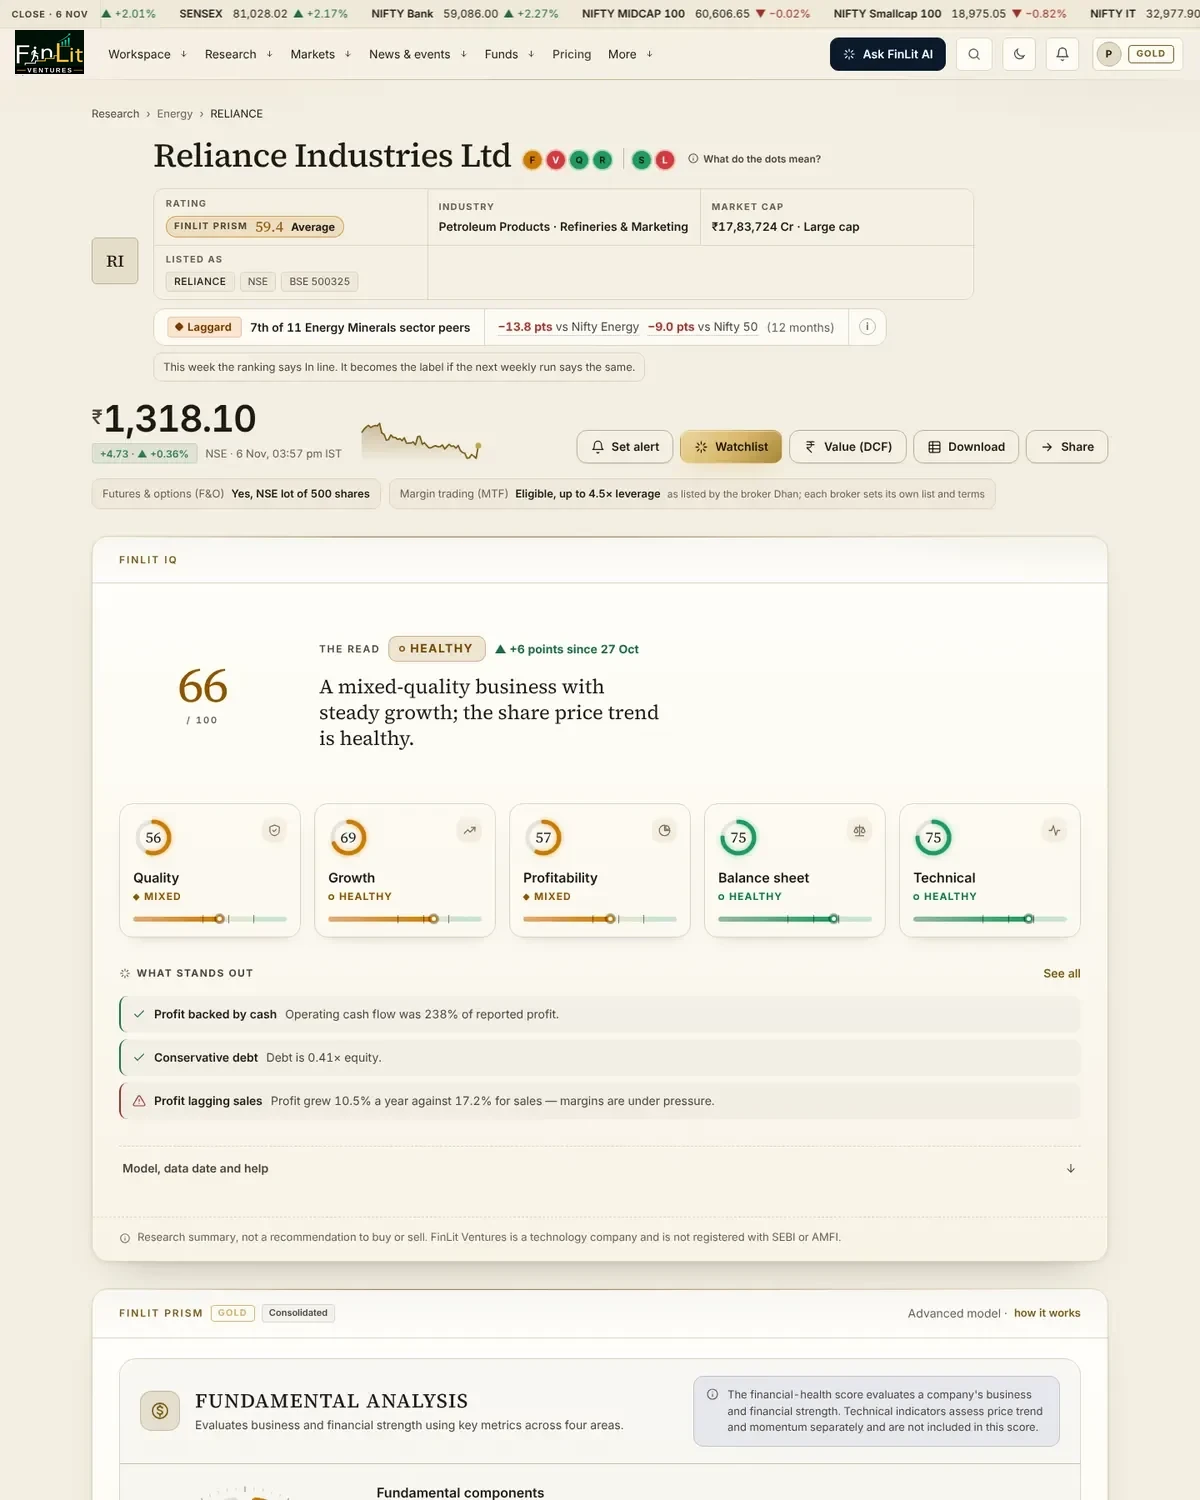 CLOSE · 6 NOV ▲ +2.01% SENSEX 81,028.02 ▲ +2.17% NIFTY Bank 59,086.00 ▲ +2.27% NIFTY MIDCAP 100 60,606.65 ▼ −0.02% NIFTY Smallcap 100 18,975.05 ▼ −0.82% NIFTY IT 32,977.90
FinLit
VENTURES
Workspace Research Markets News & events Funds Pricing More Ask FinLit AI P GOLD
Research › Energy › RELIANCE
Reliance Industries Ltd F V Q R S L What do the dots mean?
RATING INDUSTRY MARKET CAP
FINLIT PRISM 59.4 Average Petroleum Products · Refineries & Marketing ₹17,83,724 Cr · Large cap
RI
LISTED AS
RELIANCE NSE BSE 500325
Laggard 7th of 11 Energy Minerals sector peers −13.8 pts vs Nifty Energy −9.0 pts vs Nifty 50 (12 months) i
This week the ranking says In line. It becomes the label if the next weekly run says the same.
₹1,318.10
+4.73 · ▲ +0.36% NSE · 6 Nov, 03:57 pm IST
Set alert Watchlist Value (DCF) Download Share
Futures & options (F&O) Yes, NSE lot of 500 shares Margin trading (MTF) Eligible, up to 4.5× leverage as listed by the broker Dhan; each broker sets its own list and terms
FINLIT IQ
THE READ HEALTHY ▲ +6 points since 27 Oct
66
/ 100
A mixed-quality business with
steady growth; the share price trend
is healthy.
56 69 57 75 75
Quality Growth Profitability Balance sheet Technical
MIXED HEALTHY MIXED HEALTHY HEALTHY
WHAT STANDS OUT See all
Profit backed by cash Operating cash flow was 238% of reported profit.
Conservative debt Debt is 0.41× equity.
Profit lagging sales Profit grew 10.5% a year against 17.2% for sales — margins are under pressure.
Model, data date and help
Research summary, not a recommendation to buy or sell. FinLit Ventures is a technology company and is not registered with SEBI or AMFI.
FINLIT PRISM GOLD Consolidated Advanced model · how it works
FUNDAMENTAL ANALYSIS
Evaluates business and financial strength using key metrics across four areas.
The financial-health score evaluates a company's business
and financial strength. Technical indicators assess price trend
and momentum separately and are not included in this score.
Fundamental components